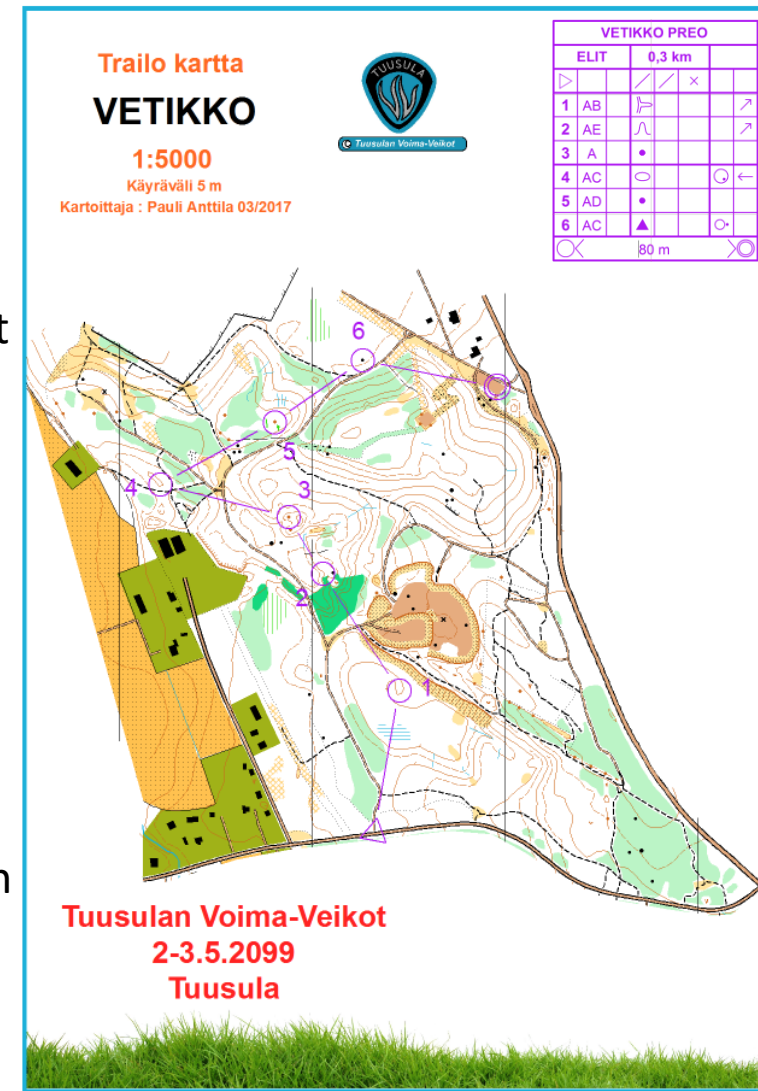 Trailo kartta
VETIKKO
1:5000
Käyräväli 5 m
Kartoittaja : Pauli Anttila 03/2017
TUUSULA
Tuusulan Voima-Veikot
VETIKKO PREO
ELIT 0,3 km
1 AB
2 AE
3 A
4 AC
5 AD
6 AC
80 m
t
6
5
4
3
2
1
n
Tuusulan Voima-Veikot
2-3.5.2099
Tuusula